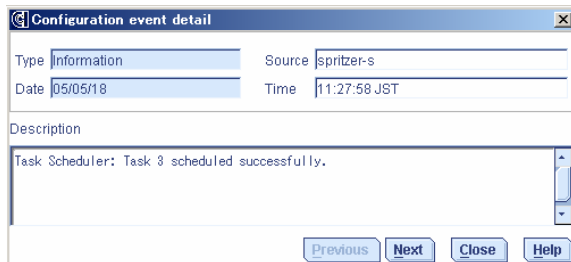 Configuration event detail
Type Information Source spritzer-s
Date 05/05/18 Time 11:27:58 JST
Description
Task Scheduler: Task 3 scheduled successfully.
Previous Next Close Help